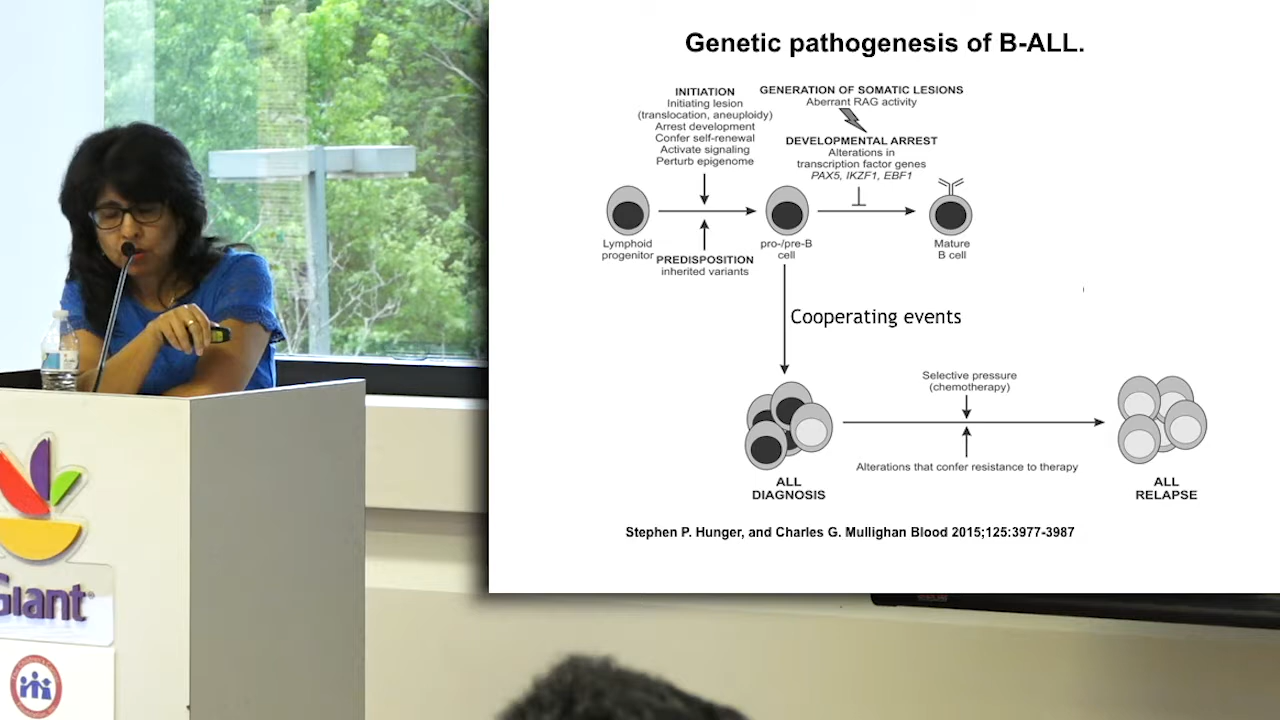 Genetic pathogenesis of B-ALL.
INITIATION
Initiating lesion
(translocation, aneuploidy)
Arrest development
Confer self-renewal
Activate signaling
Perturb epigenome
GENERATION OF SOMATIC LESIONS
Aberrant RAG activity
DEVELOPMENTAL ARREST
Alterations in
transcription factor genes
PAX5, IKZF1, EBF1
Lymphoid
progenitor
PREDISPOSITION
inherited variants
pro-/pre-B
cell
Mature
B cell
Cooperating events
Selective pressure
(chemotherapy)
Alterations that confer resistance to therapy
ALL
DIAGNOSIS
ALL
RELAPSE
Stephen P. Hunger, and Charles G. Mullighan Blood 2015;125:3977-3987
Giant